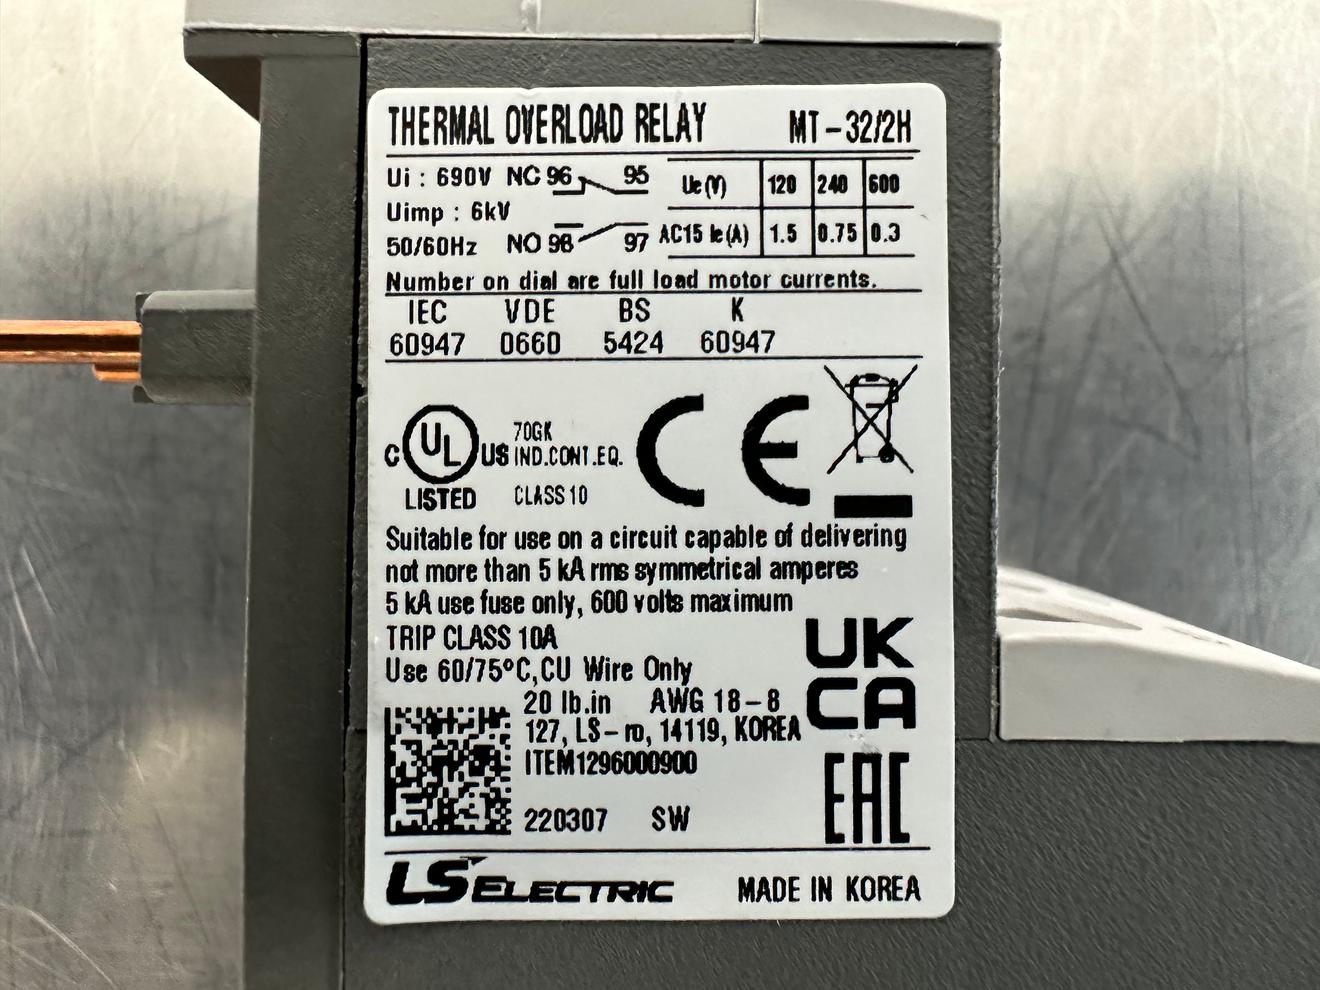 THERMAL OVERLOAD RELAY MT-32/2H
Ui : 690V NC 96 95
Uimp : 6kV
50/60Hz NO 98 97
Ue(V) 120 240 600
AC15 Ie(A) 1.5 0.75 0.3
Number on dial are full load motor currents.
IEC VDE BS K
60947 0660 5424 60947
C UL US LISTED
70GK
IND.CONT.EQ.
CLASS 10
CE
Suitable for use on a circuit capable of delivering
not more than 5 kA rms symmetrical amperes
5 kA use fuse only, 600 volts maximum
TRIP CLASS 10A
Use 60/75°C,CU Wire Only
20 lb.in AWG 18-8
127, LS-ro, 14119, KOREA
ITEM1296000900
220307 SW
UK
CA
EAC
LS ELECTRIC MADE IN KOREA